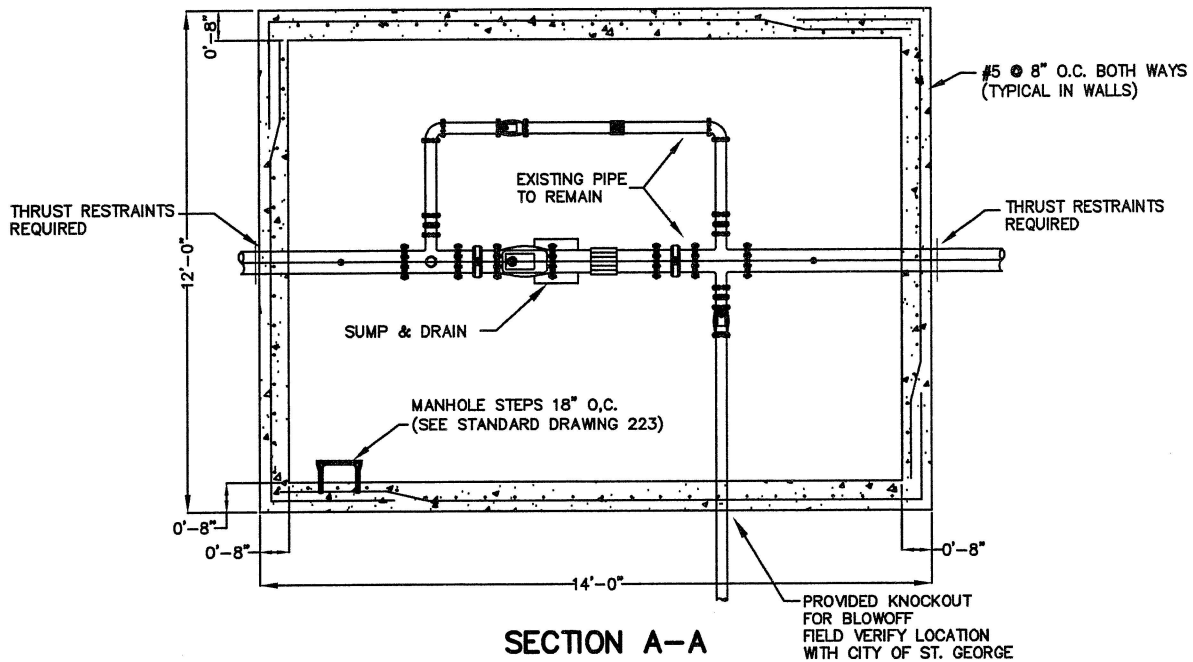 0'-8"
#5 @ 8" O.C. BOTH WAYS
(TYPICAL IN WALLS)
EXISTING PIPE
TO REMAIN
THRUST RESTRAINTS
REQUIRED
THRUST RESTRAINTS
REQUIRED
12'-0"
SUMP & DRAIN
MANHOLE STEPS 18" O,C.
(SEE STANDARD DRAWING 223)
0'-8"
0'-8"
0'-8"
14'-0"
PROVIDED KNOCKOUT
FOR BLOWOFF
FIELD VERIFY LOCATION
WITH CITY OF ST. GEORGE
SECTION A-A